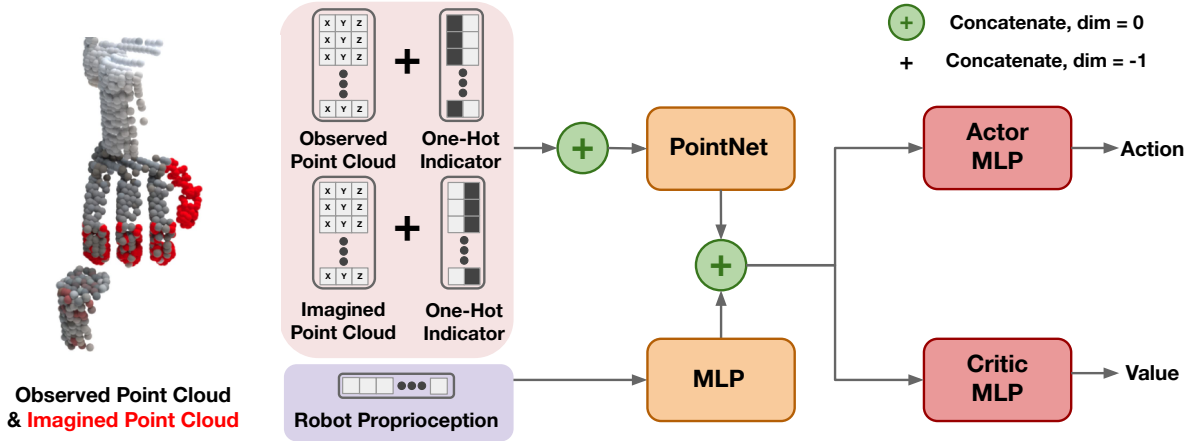 X Y Z
X Y Z
X Y Z
X Y Z
+
Observed
Point Cloud
One-Hot
Indicator
X Y Z
X Y Z
X Y Z
X Y Z
+
Imagined
Point Cloud
One-Hot
Indicator
Robot Proprioception
Observed Point Cloud
& Imagined Point Cloud
+
PointNet
+
MLP
+ Concatenate, dim = 0
+ Concatenate, dim = -1
Actor
MLP
Action
Critic
MLP
Value